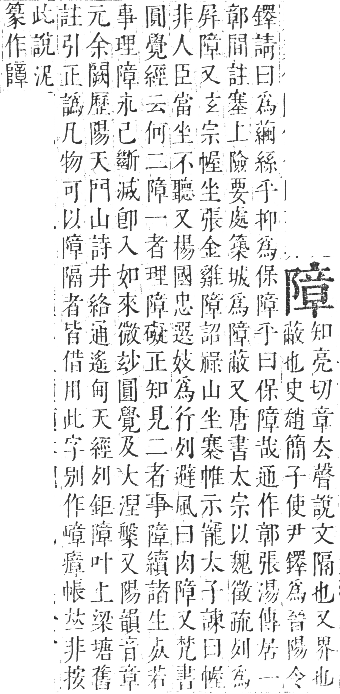 障知亮切章去聲說文隔也又界也
蔽也史趙簡子使尹鐸爲晉陽令
鐸請曰爲繭絲乎抑爲保障乎曰保障哉通作鄣張湯傳居一
鄣間註塞上險要處築城爲障蔽又唐書太宗以魏徵疏列爲
屏障又玄宗幄坐張金雞障詔祿山坐褰帷示寵太子諫曰幄
非人臣當坐不聽又楊國忠選妓爲行列避風曰肉障又梵書
圓覺經云何二障一者理障礙正知見二者事障續諸生死若
事理障永已斷滅卽入如來微妙圓覺及大涅槃又陽韻音章
元余闕歷陽天門山詩井絡通遙甸天經列鉅障叶上梁塘舊
註引正譌凡物可以障隔者皆借用此字别作嶂瘴帳𠀤非按
此說泥
篆作𨼣